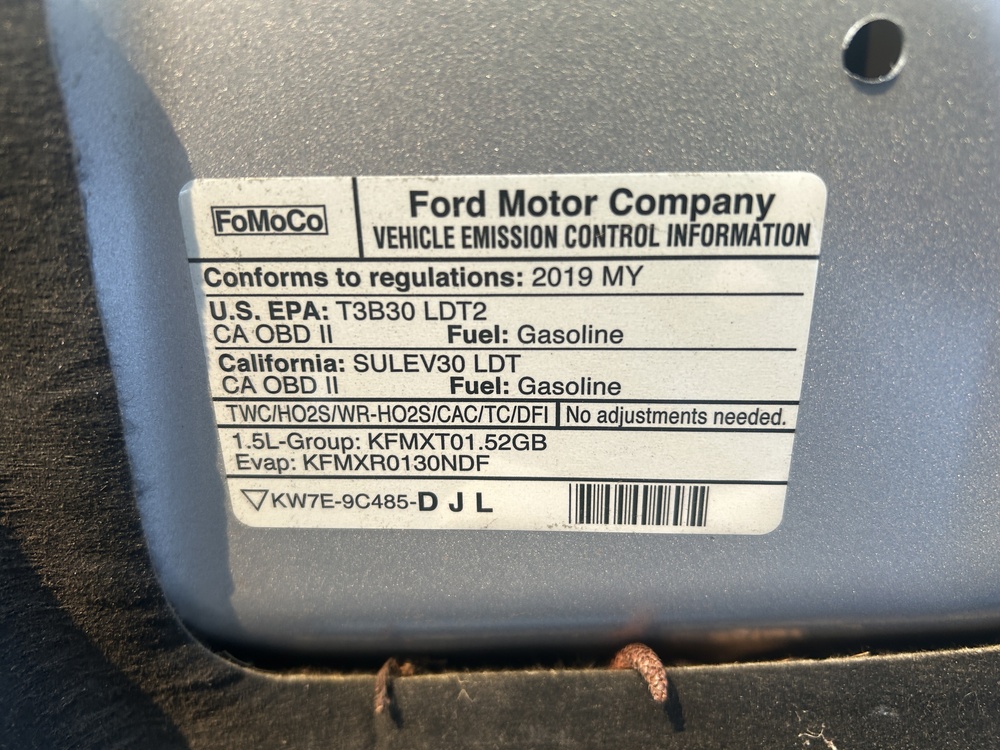 FoMoCo
Ford Motor Company
VEHICLE EMISSION CONTROL INFORMATION
Conforms to regulations: 2019 MY
U.S. EPA: T3B30 LDT2
CA OBD II Fuel: Gasoline
California: SULEV30 LDT
CA OBD II Fuel: Gasoline
TWC/HO2S/WR-HO2S/CAC/TC/DFI No adjustments needed.
1.5L-Group: KFMXT01.52GB
Evap: KFMXR0130NDF
KW7E-9C485-D J L